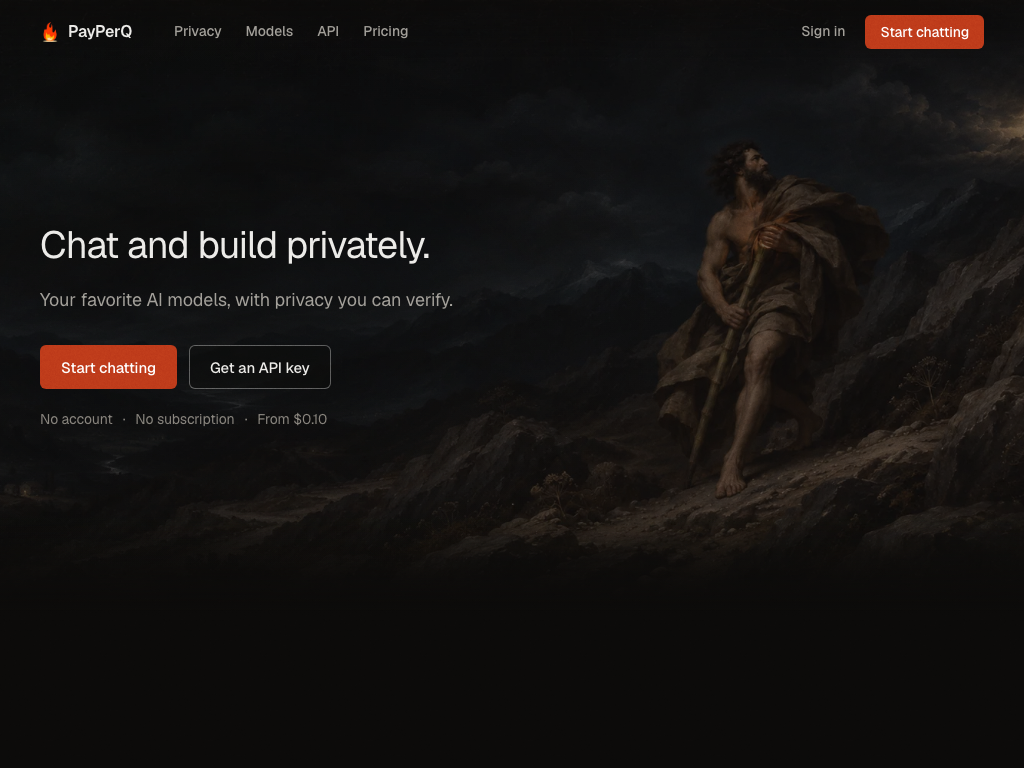 PayPerQ
Privacy
Models
API
Pricing
Sign in
Start chatting
Chat and build privately.
Your favorite AI models, with privacy you can verify.
Start chatting
Get an API key
No account · No subscription · From $0.10